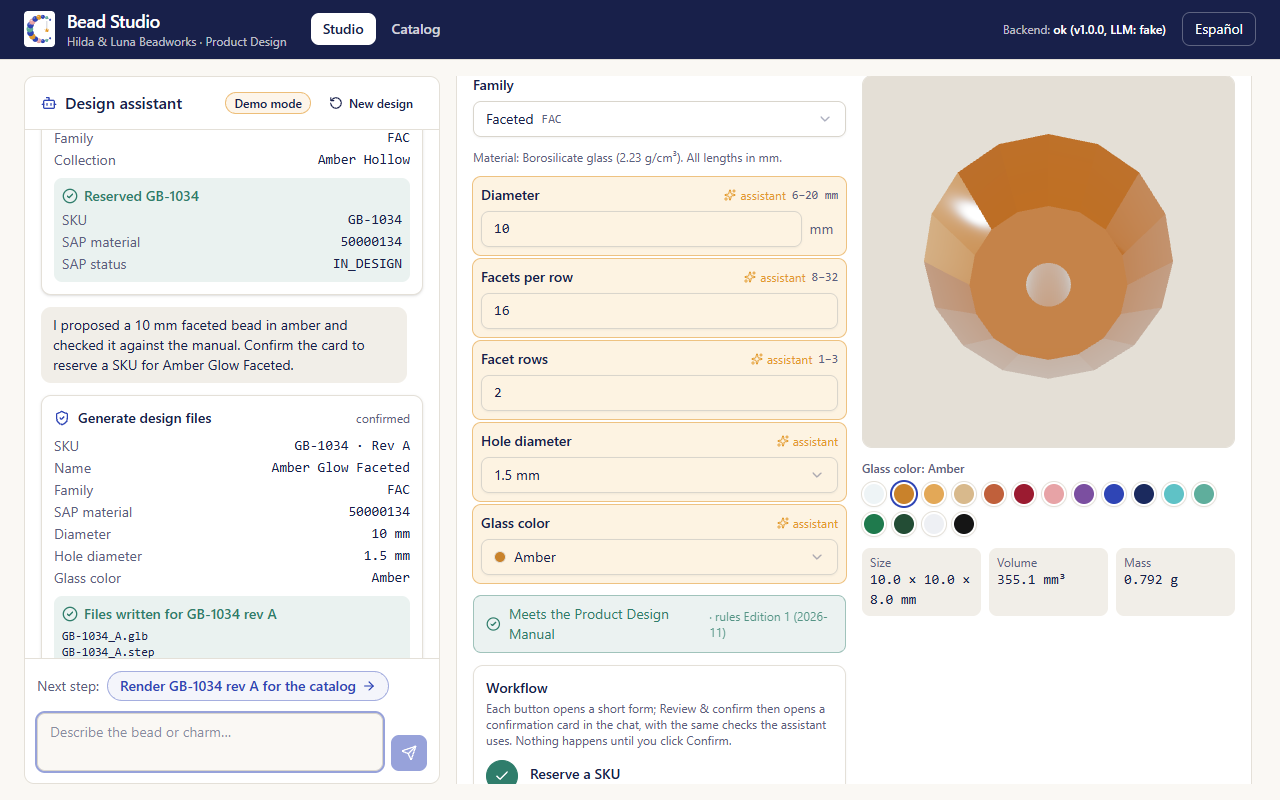 Bead Studio
Hilda & Luna Beadworks · Product Design
Studio
Catalog
Backend: ok (v1.0.0, LLM: fake)
Español
Design assistant
Demo mode
New design
Family FAC
Collection Amber Hollow
Reserved GB-1034
SKU GB-1034
SAP material 50000134
SAP status IN_DESIGN
I proposed a 10 mm faceted bead in amber and
checked it against the manual. Confirm the card to
reserve a SKU for Amber Glow Faceted.
Generate design files confirmed
SKU GB-1034 · Rev A
Name Amber Glow Faceted
Family FAC
SAP material 50000134
Diameter 10 mm
Hole diameter 1.5 mm
Glass color Amber
Files written for GB-1034 rev A
GB-1034_A.glb
GB-1034_A.step
Next step: Render GB-1034 rev A for the catalog
Describe the bead or charm...
Family
Faceted FAC
Material: Borosilicate glass (2.23 g/cm³). All lengths in mm.
Diameter assistant 6–20 mm
10 mm
Facets per row assistant 8–32
16
Facet rows assistant 1–3
2
Hole diameter assistant
1.5 mm
Glass color assistant
Amber
Meets the Product Design
Manual
· rules Edition 1 (2026-
11)
Workflow
Each button opens a short form; Review & confirm then opens a
confirmation card in the chat, with the same checks the assistant
uses. Nothing happens until you click Confirm.
Reserve a SKU
Glass color: Amber
Size
10.0 × 10.0 ×
8.0 mm
Volume
355.1 mm³
Mass
0.792 g